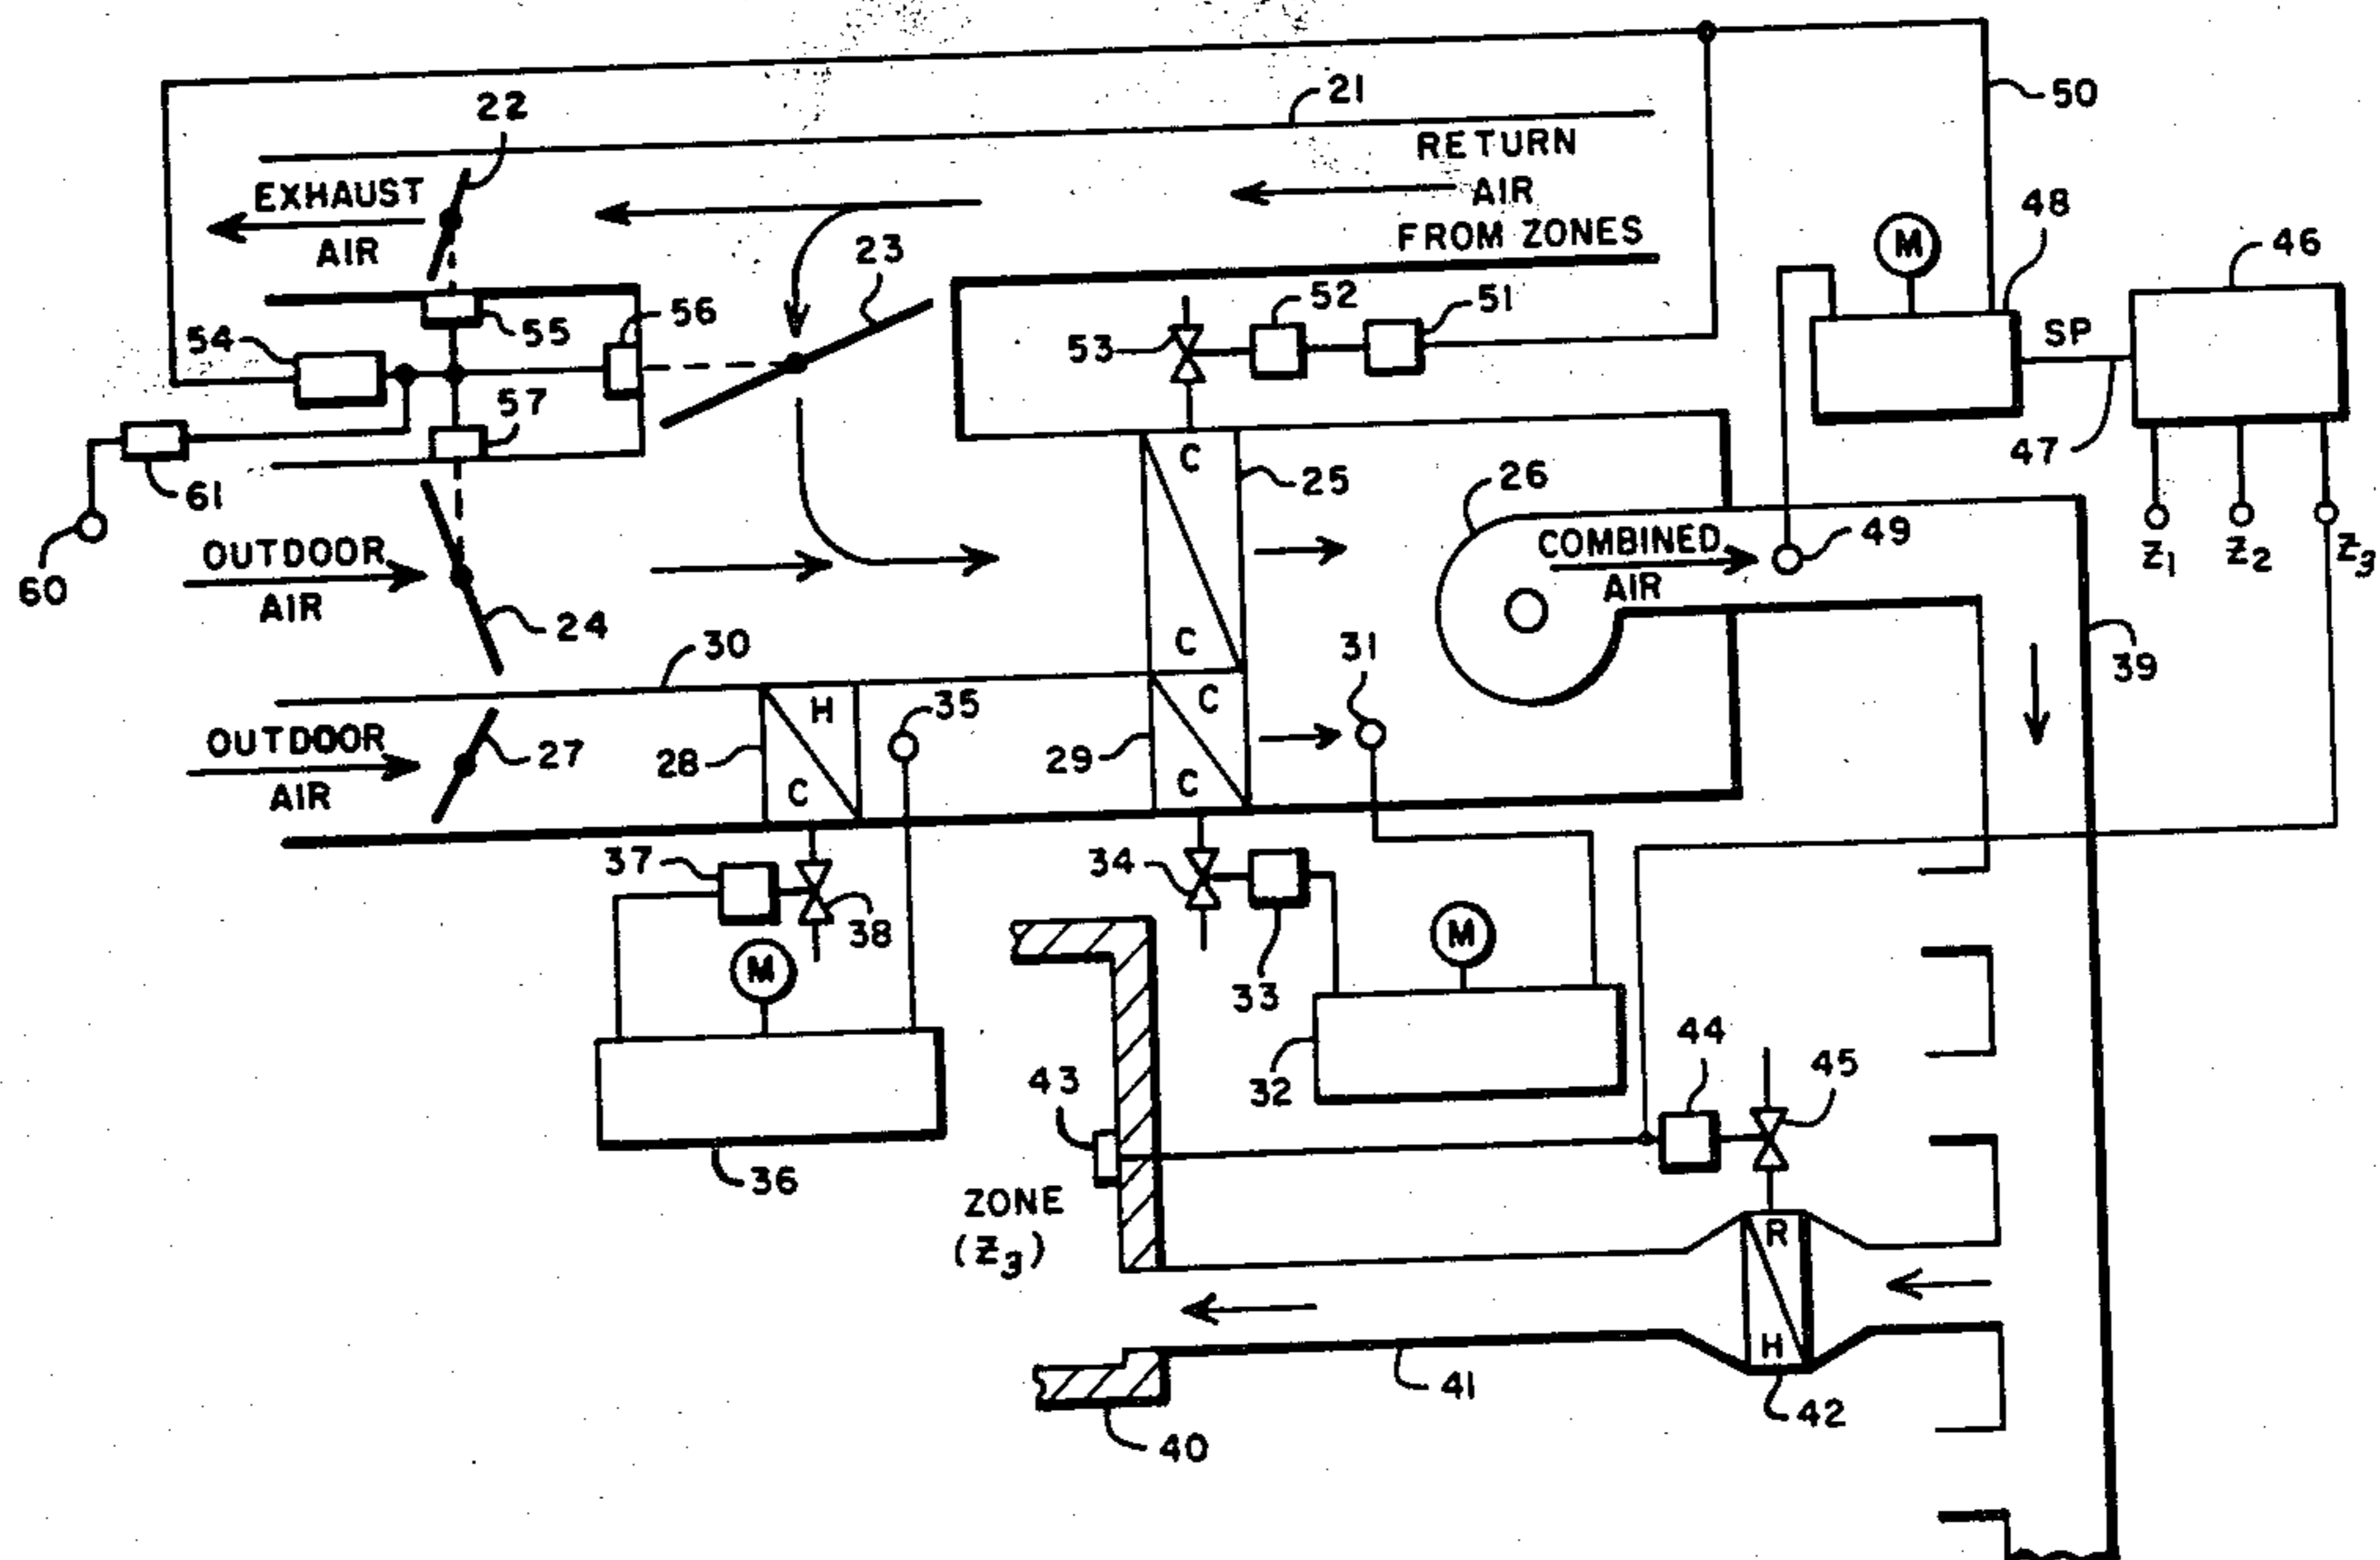 22
21
50
RETURN
AIR
FROM ZONES
EXHAUST
AIR
23
48
M
46
52
51
53
56
55
54
SP
57
47
61
C
25
26
60
OUTDOOR
AIR
COMBINED
AIR
49
Z1
Z2
Z3
24
C
30
31
39
OUTDOOR
AIR
27
28
H
C
35
29
C
C
37
38
34
33
M
M
32
36
43
44
45
ZONE
(Z3)
R
H
41
42
40